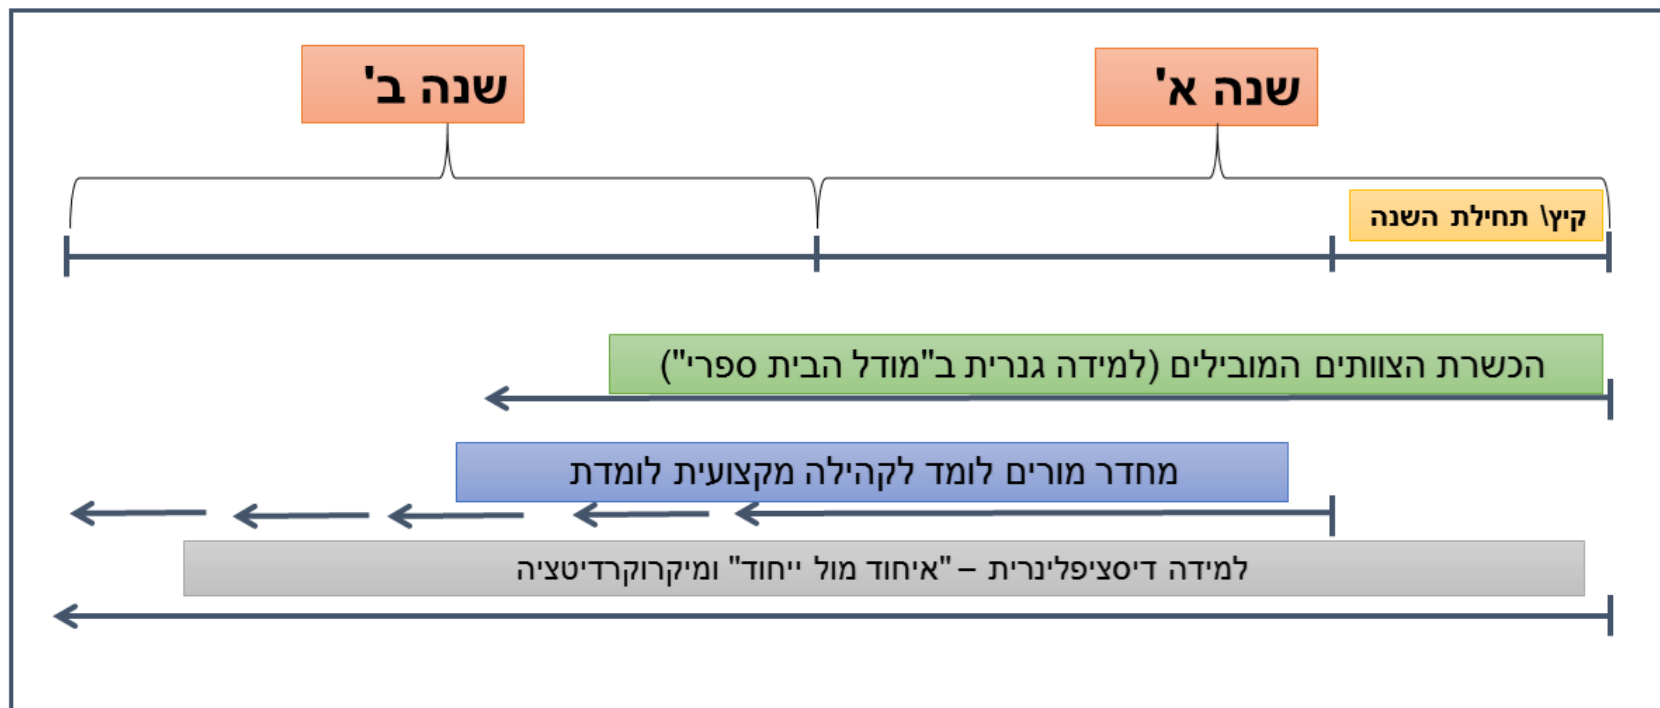 שנה א'
שנה ב'
קיץ\ תחילת השנה
הכשרת הצוותים המובילים (למידה גנרית ב"מודל הבית ספרי")
מחדר מורים לומד לקהילה מקצועית לומדת
למידה דיסציפלינרית – "איחוד מול ייחוד" ומיקרוקרדיטציה